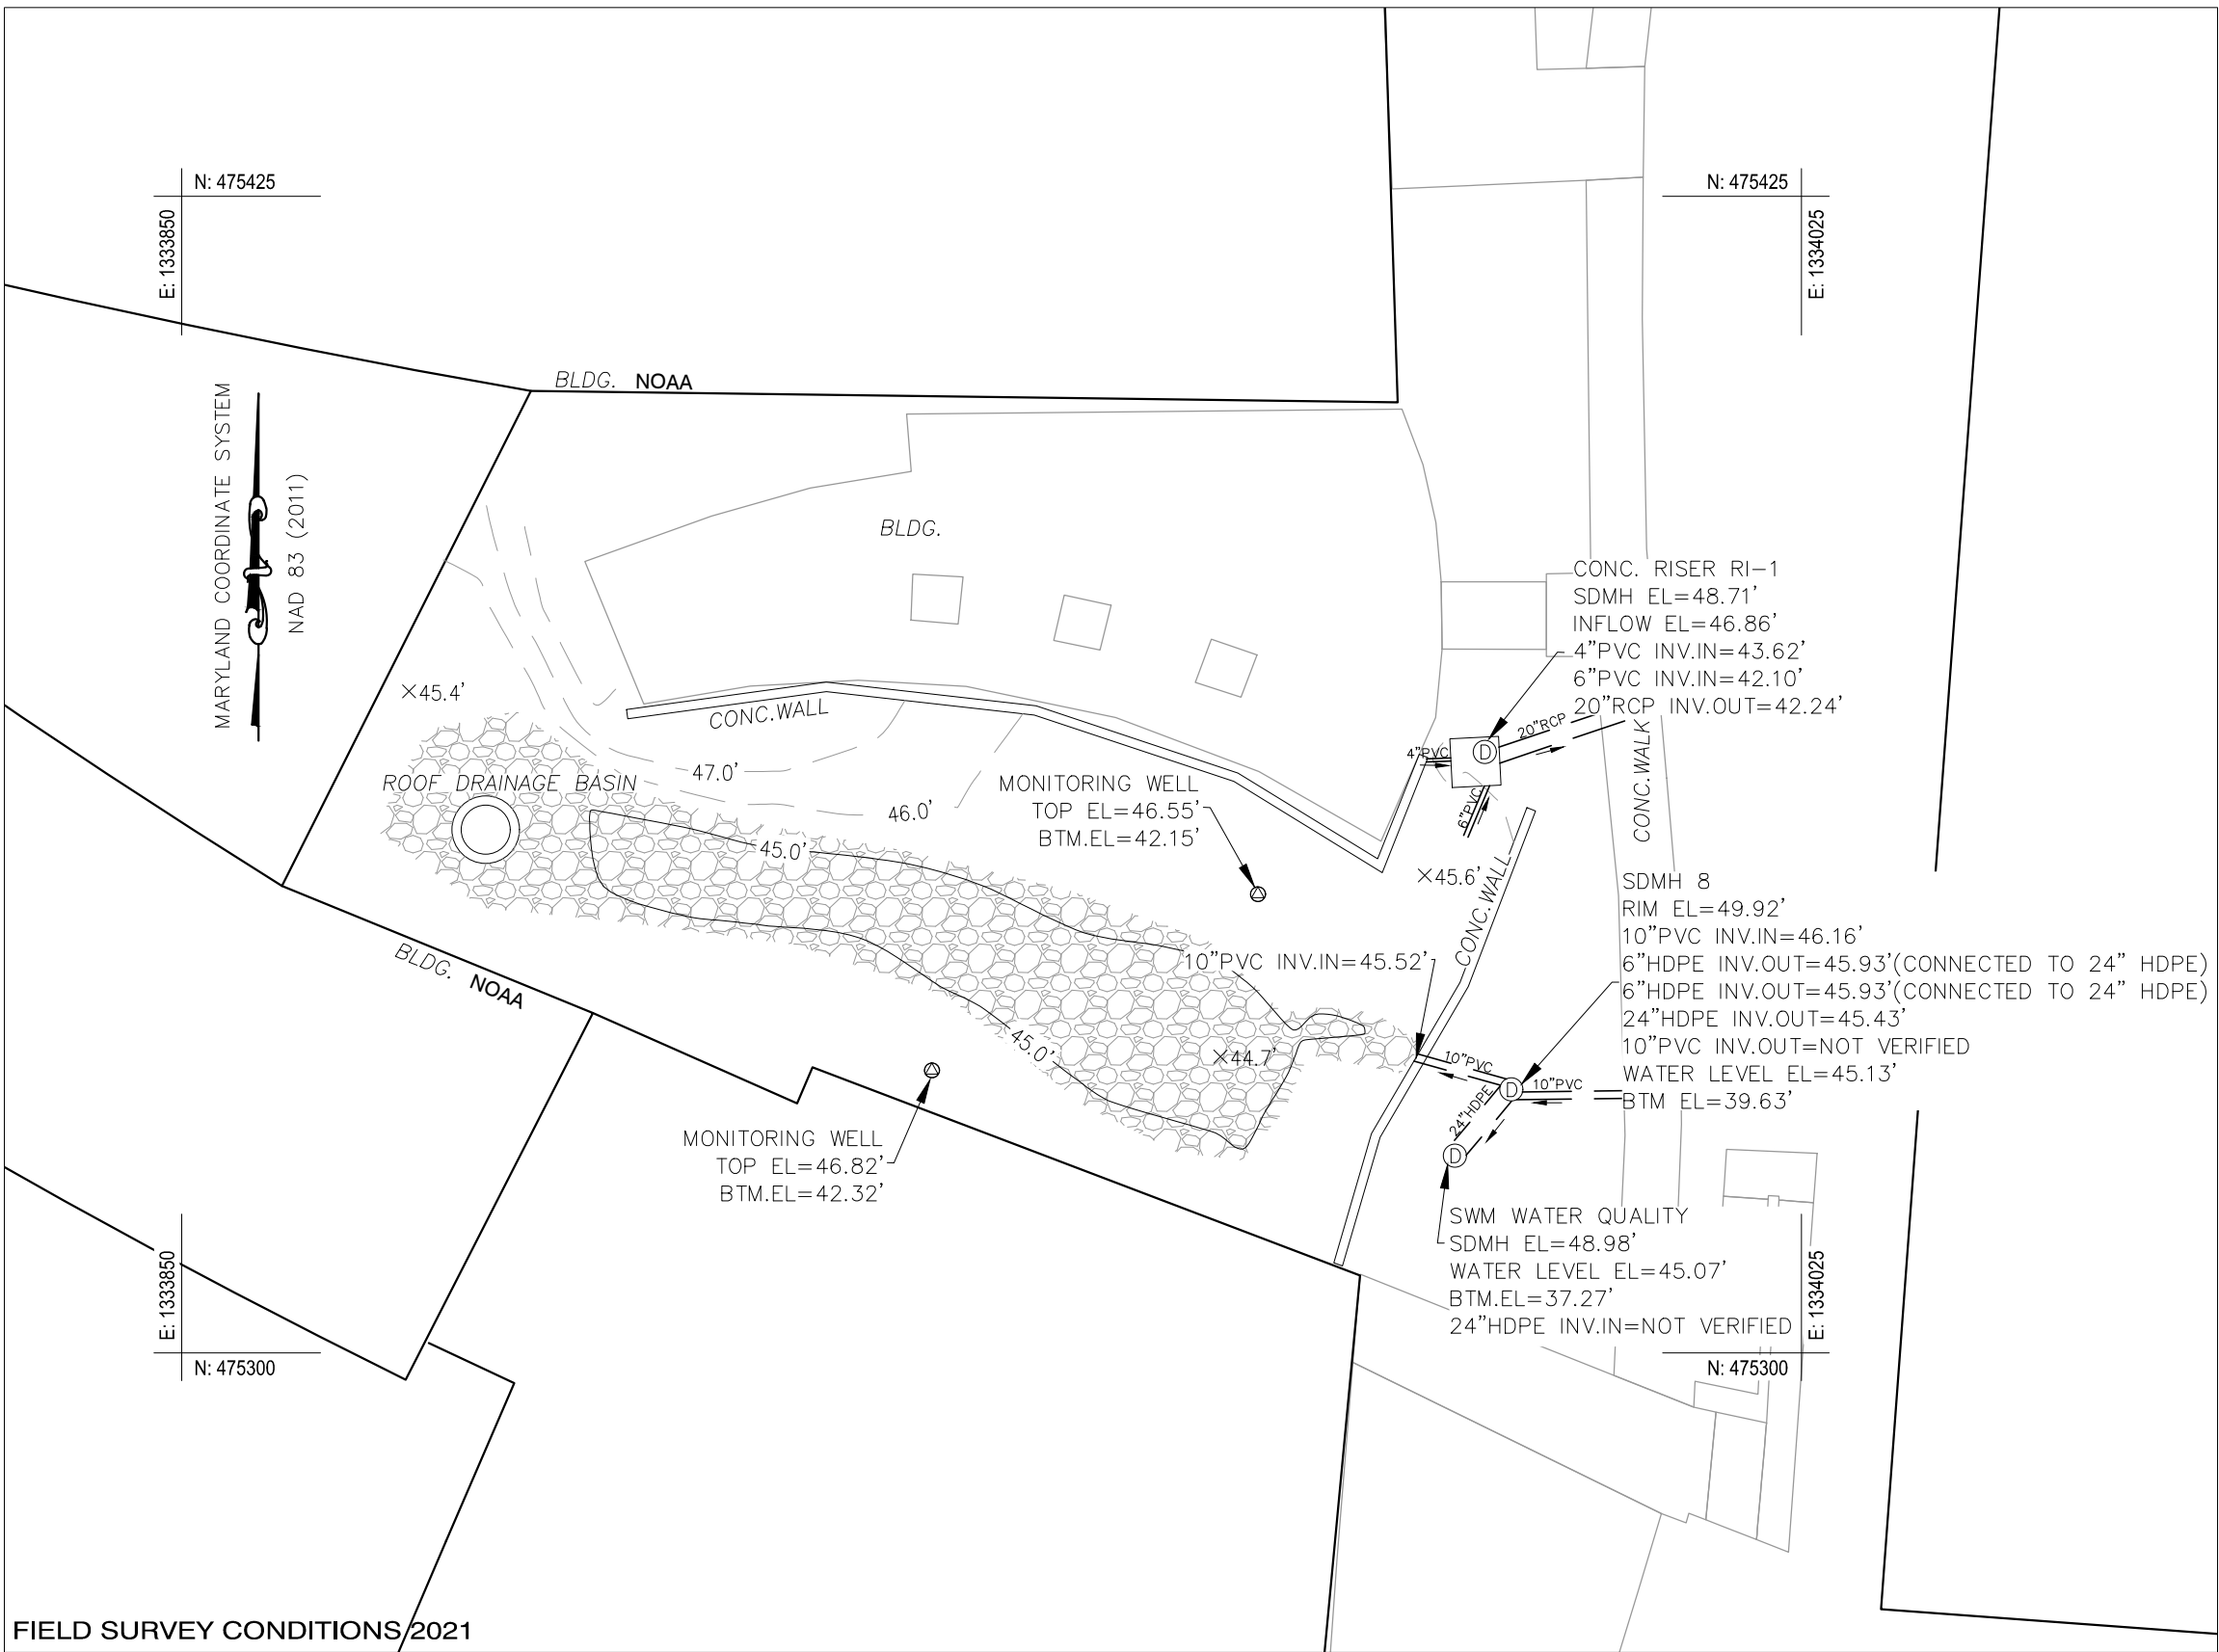 N: 475425
E: 1333850
N: 475425
E: 1334025
MARYLAND COORDINATE SYSTEM
NAD 83 (2011)
BLDG. NOAA
BLDG.
CONC. RISER RI-1
SDMH EL=48.71'
INFLOW EL=46.86'
4"PVC INV.IN=43.62'
6"PVC INV.IN=42.10'
20"RCP INV.OUT=42.24'
×45.4'
CONC.WALL
20"RCP
4"PVC
6"PVC
CONC.WALK
47.0'
46.0'
ROOF DRAINAGE BASIN
MONITORING WELL
TOP EL=46.55'
BTM.EL=42.15'
45.0'
×45.6'
CONC.WALL
SDMH 8
RIM EL=49.92'
10"PVC INV.IN=46.16'
6"HDPE INV.OUT=45.93'(CONNECTED TO 24" HDPE)
6"HDPE INV.OUT=45.93'(CONNECTED TO 24" HDPE)
24"HDPE INV.OUT=45.43'
10"PVC INV.OUT=NOT VERIFIED
WATER LEVEL EL=45.13'
BTM EL=39.63'
10"PVC INV.IN=45.52'
BLDG. NOAA
45.0'
×44.7'
10"PVC
10"PVC
24"HDPE
MONITORING WELL
TOP EL=46.82'
BTM.EL=42.32'
SWM WATER QUALITY
SDMH EL=48.98'
WATER LEVEL EL=45.07'
BTM.EL=37.27'
24"HDPE INV.IN=NOT VERIFIED
D
D
D
E: 1333850
N: 475300
E: 1334025
N: 475300
FIELD SURVEY CONDITIONS 2021